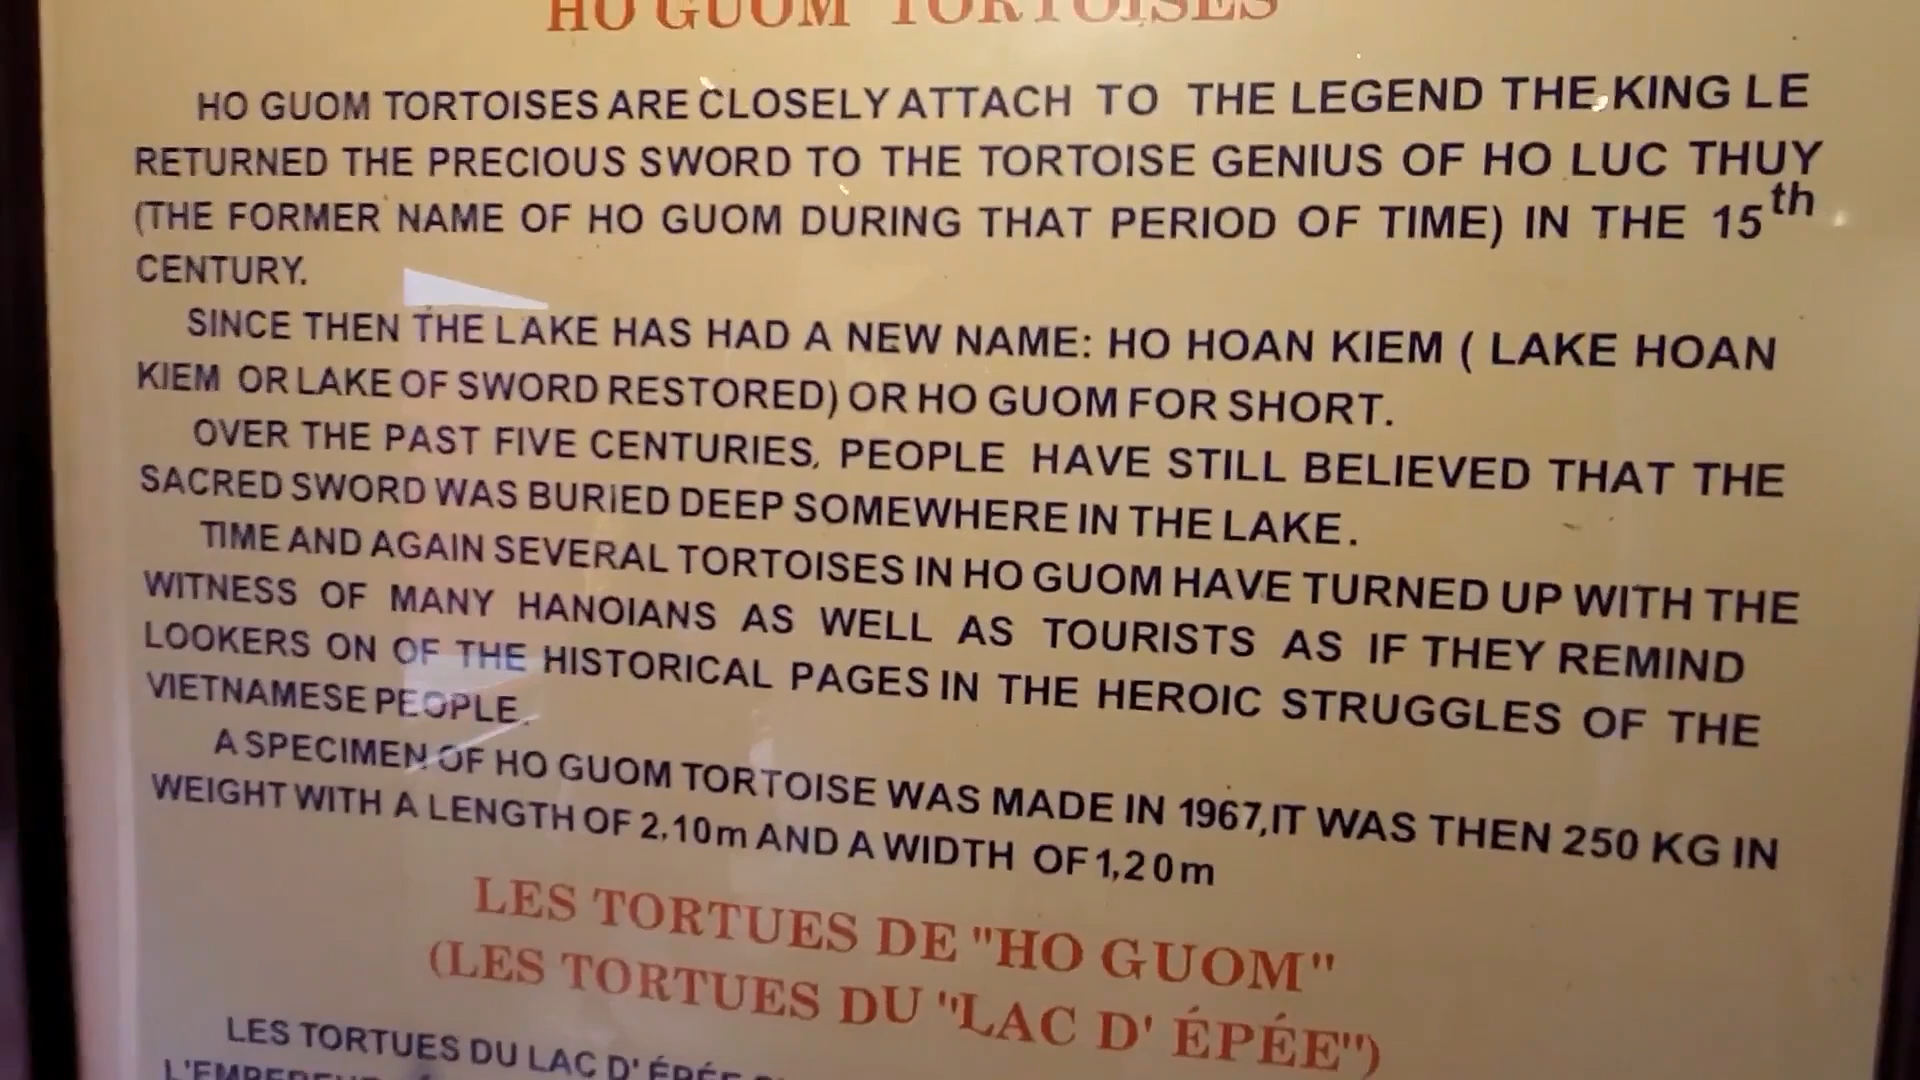 HO GUOM TORTOISES
HO GUOM TORTOISES ARE CLOSELY ATTACH TO THE LEGEND THE KING LE
RETURNED THE PRECIOUS SWORD TO THE TORTOISE GENIUS OF HO LUC THUY
(THE FORMER NAME OF HO GUOM DURING THAT PERIOD OF TIME) IN THE 15th
CENTURY.
SINCE THEN THE LAKE HAS HAD A NEW NAME: HO HOAN KIEM ( LAKE HOAN
KIEM OR LAKE OF SWORD RESTORED) OR HO GUOM FOR SHORT.
OVER THE PAST FIVE CENTURIES, PEOPLE HAVE STILL BELIEVED THAT THE
SACRED SWORD WAS BURIED DEEP SOMEWHERE IN THE LAKE.
TIME AND AGAIN SEVERAL TORTOISES IN HO GUOM HAVE TURNED UP WITH THE
WITNESS OF MANY HANOIANS AS WELL AS TOURISTS AS IF THEY REMIND
LOOKERS ON OF THE HISTORICAL PAGES IN THE HEROIC STRUGGLES OF THE
VIETNAMESE PEOPLE.
A SPECIMEN OF HO GUOM TORTOISE WAS MADE IN 1967,IT WAS THEN 250 KG IN
WEIGHT WITH A LENGTH OF 2,10m AND A WIDTH OF 1,20m
LES TORTUES DE "HO GUOM"
(LES TORTUES DU "LAC D' ÉPÉE")
LES TORTUES DU LAC D' ÉPÉE